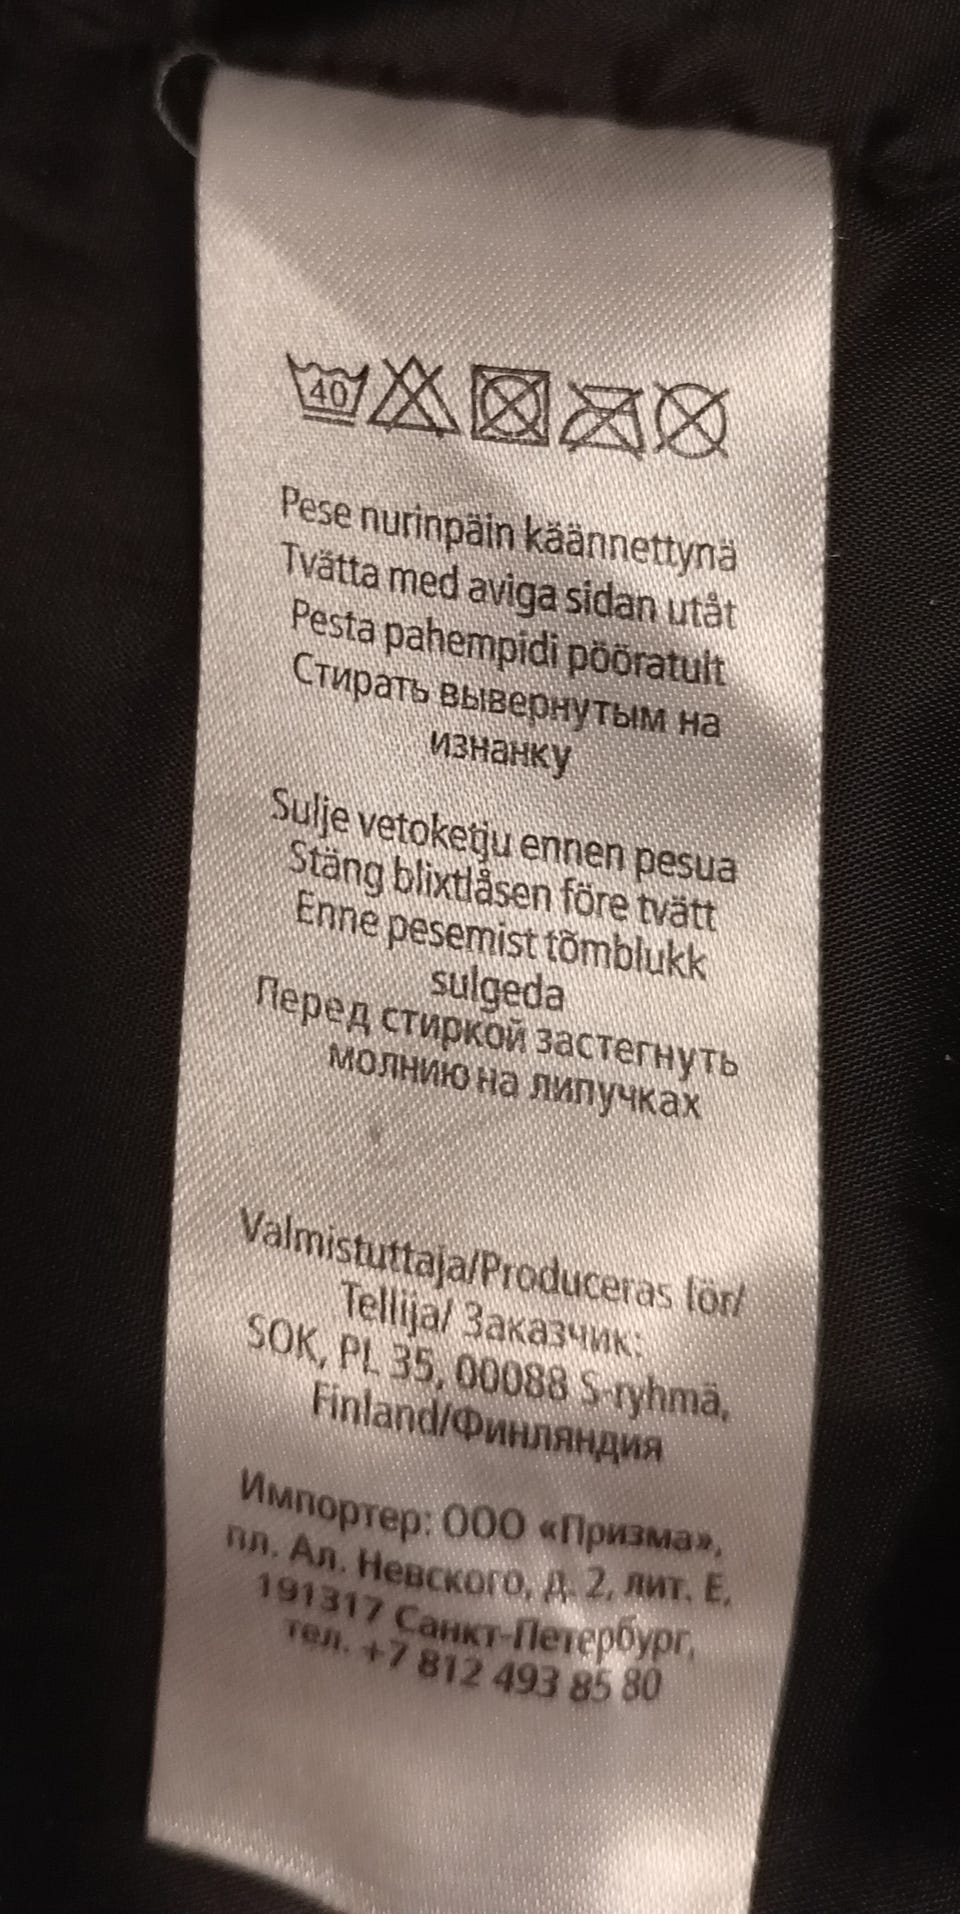 40
Pese nurinpäin käännettynä
Tvätta med aviga sidan utåt
Pesta pahempidi pööratult
Стирать вывернутым на
изнанку
Sulje vetoketju ennen pesua
Stäng blixtlåsen före tvätt
Enne pesemist tõmblukk
sulgeda
Перед стиркой застегнуть
молнию на липучках
Valmistuttaja/Produceras för/
Tellija/ Заказчик:
SOK, PL 35, 00088 S-ryhmä,
Finland/Финляндия
Импортер: ООО «Призма»,
пл. Ал. Невского, Д. 2, лит. Е,
191317 Санкт-Петербург,
тел. +7 812 493 85 80